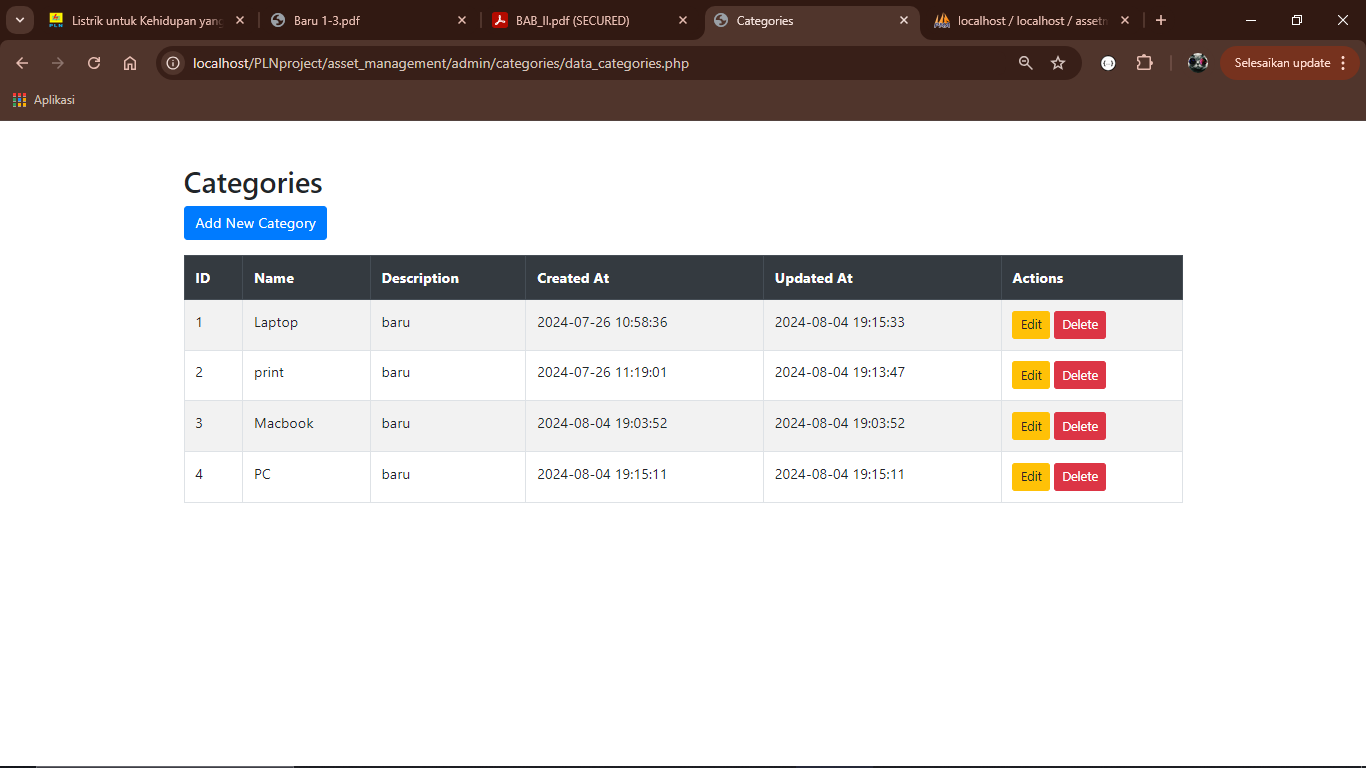 Listrik untuk Kehidupan yang
Baru 1-3.pdf
BAB_II.pdf (SECURED)
Categories
localhost / localhost / assetm
localhost/PLNproject/asset_management/admin/categories/data_categories.php
Selesaikan update
Aplikasi
Categories
Add New Category
ID Name Description Created At Updated At Actions
1 Laptop baru 2024-07-26 10:58:36 2024-08-04 19:15:33 Edit Delete
2 print baru 2024-07-26 11:19:01 2024-08-04 19:13:47 Edit Delete
3 Macbook baru 2024-08-04 19:03:52 2024-08-04 19:03:52 Edit Delete
4 PC baru 2024-08-04 19:15:11 2024-08-04 19:15:11 Edit Delete